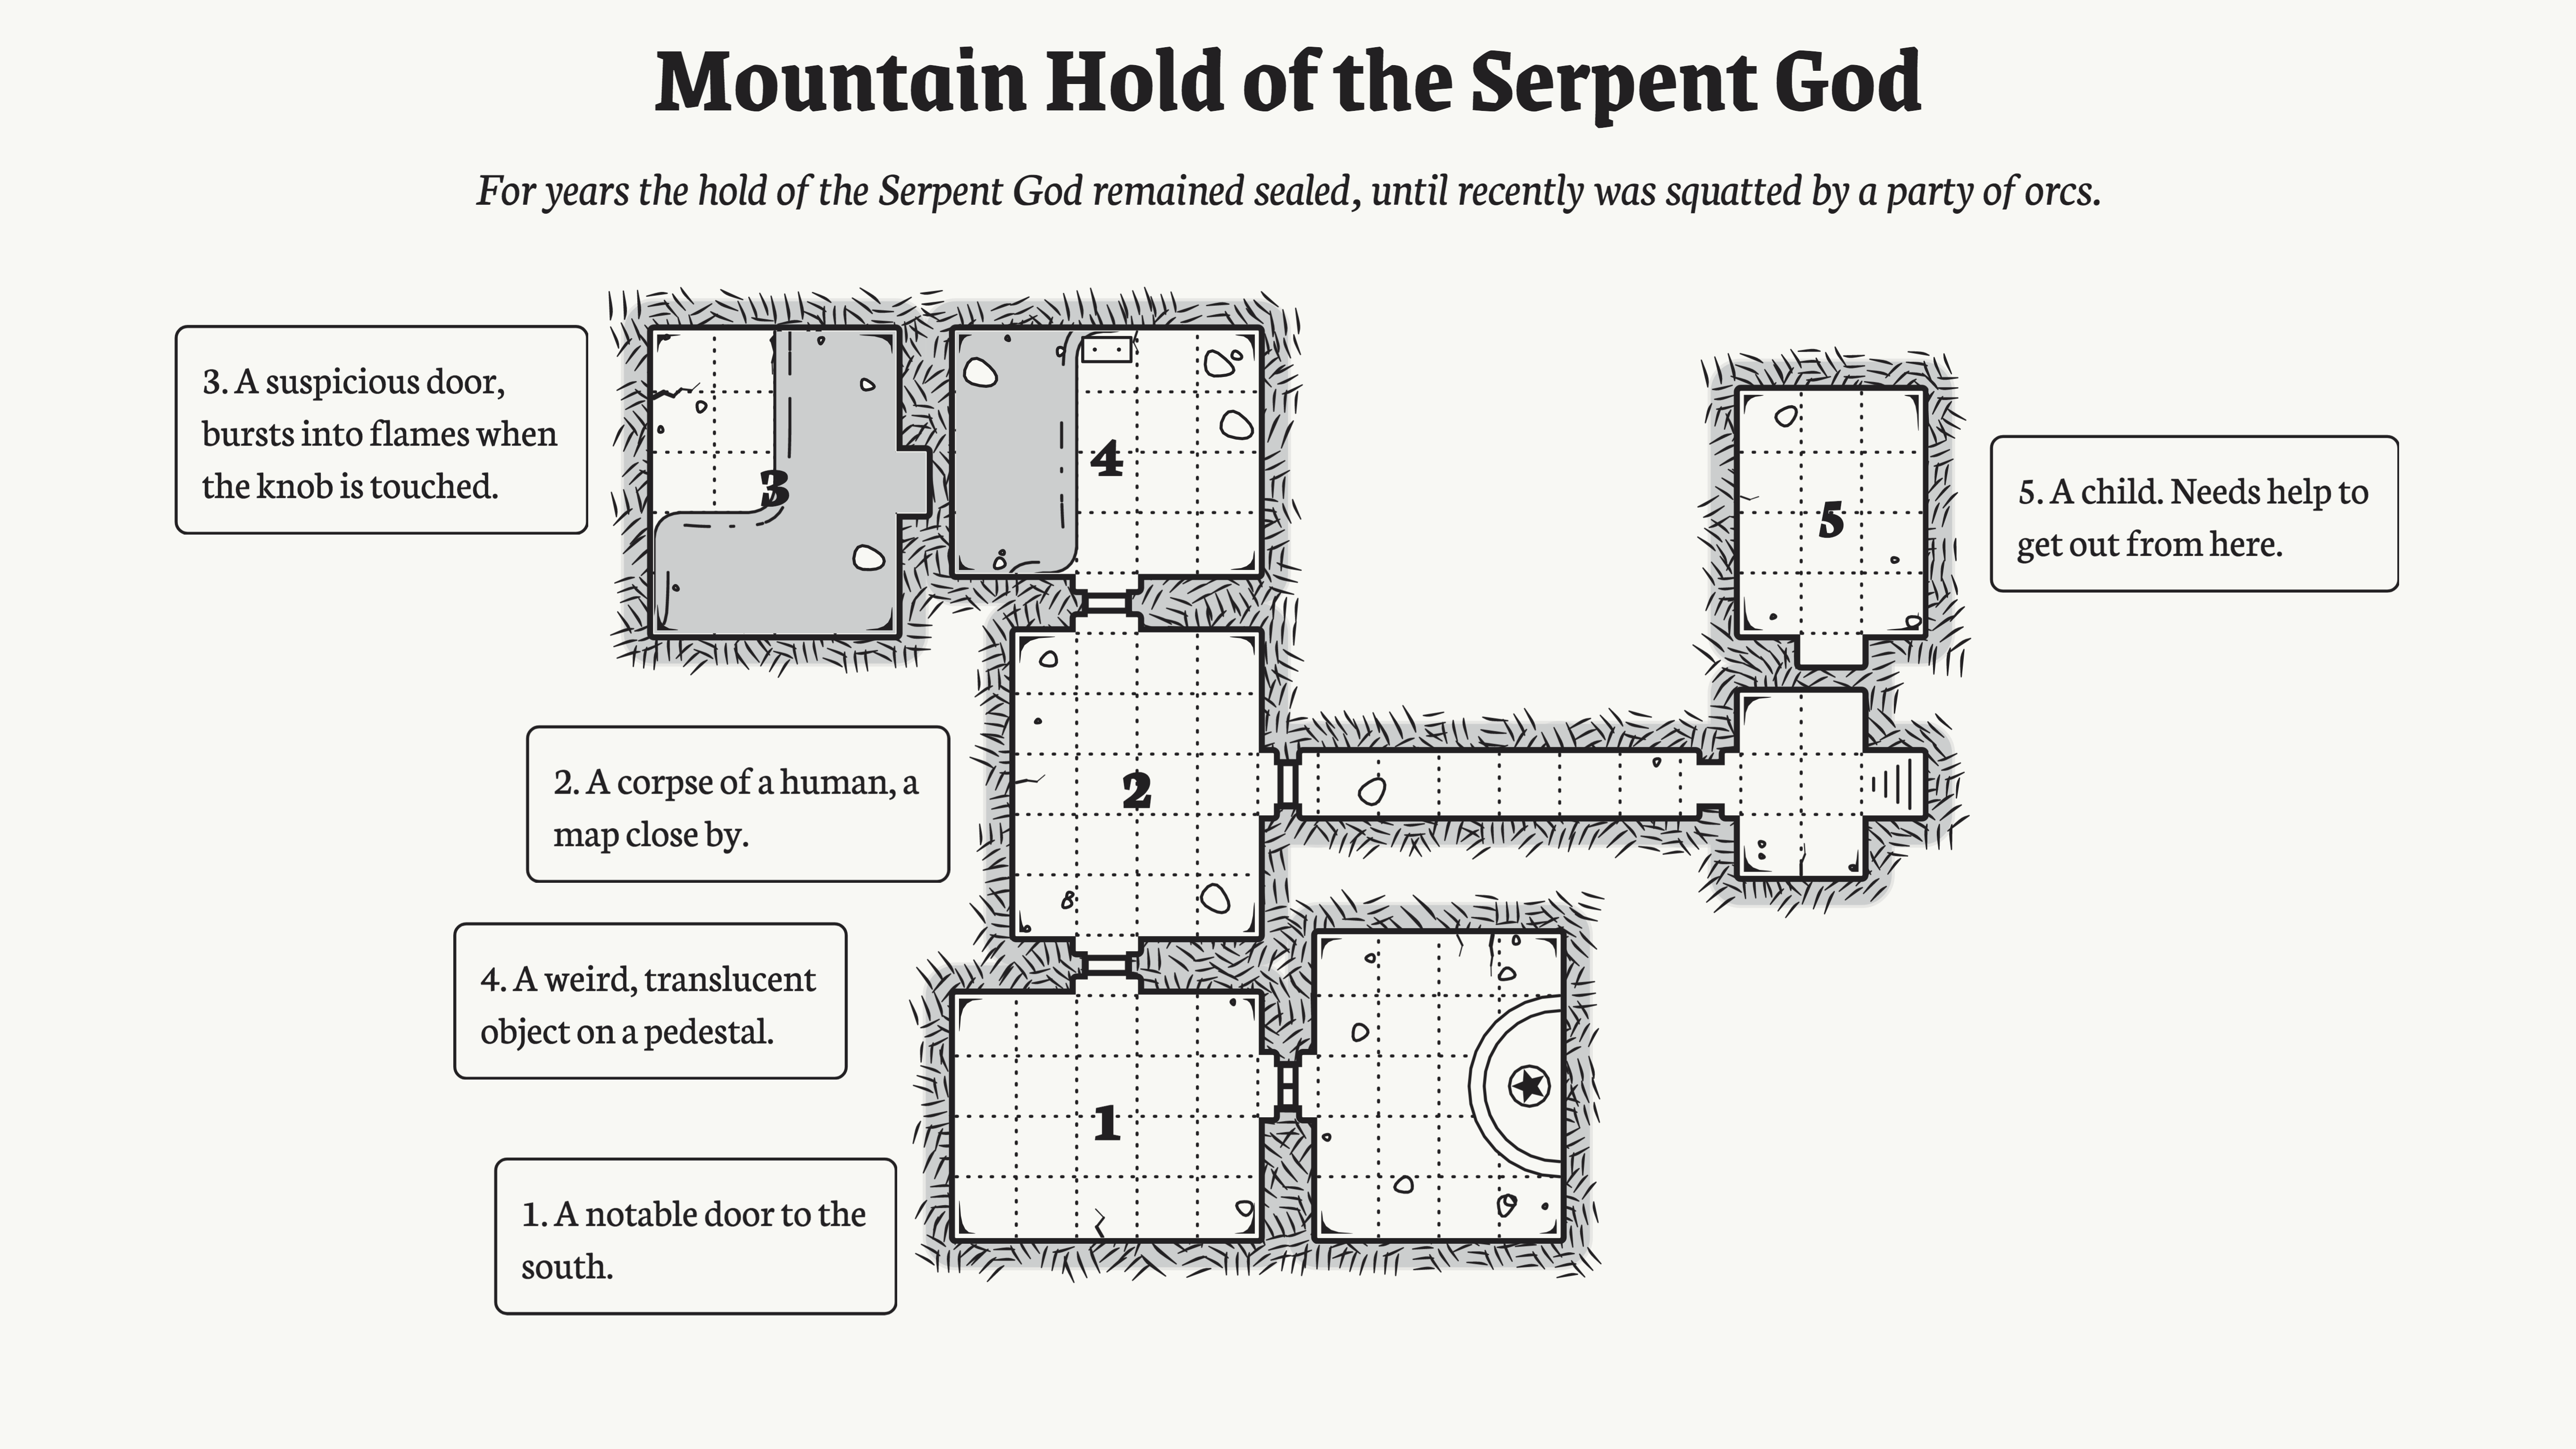 Mountain Hold of the Serpent God
For years the hold of the Serpent God remained sealed, until recently was squatted by a party of orcs.
3. A suspicious door,
bursts into flames when
the knob is touched.
3
4
5
5. A child. Needs help to
get out from here.
2. A corpse of a human, a
map close by.
2
4. A weird, translucent
object on a pedestal.
1
1. A notable door to the
south.